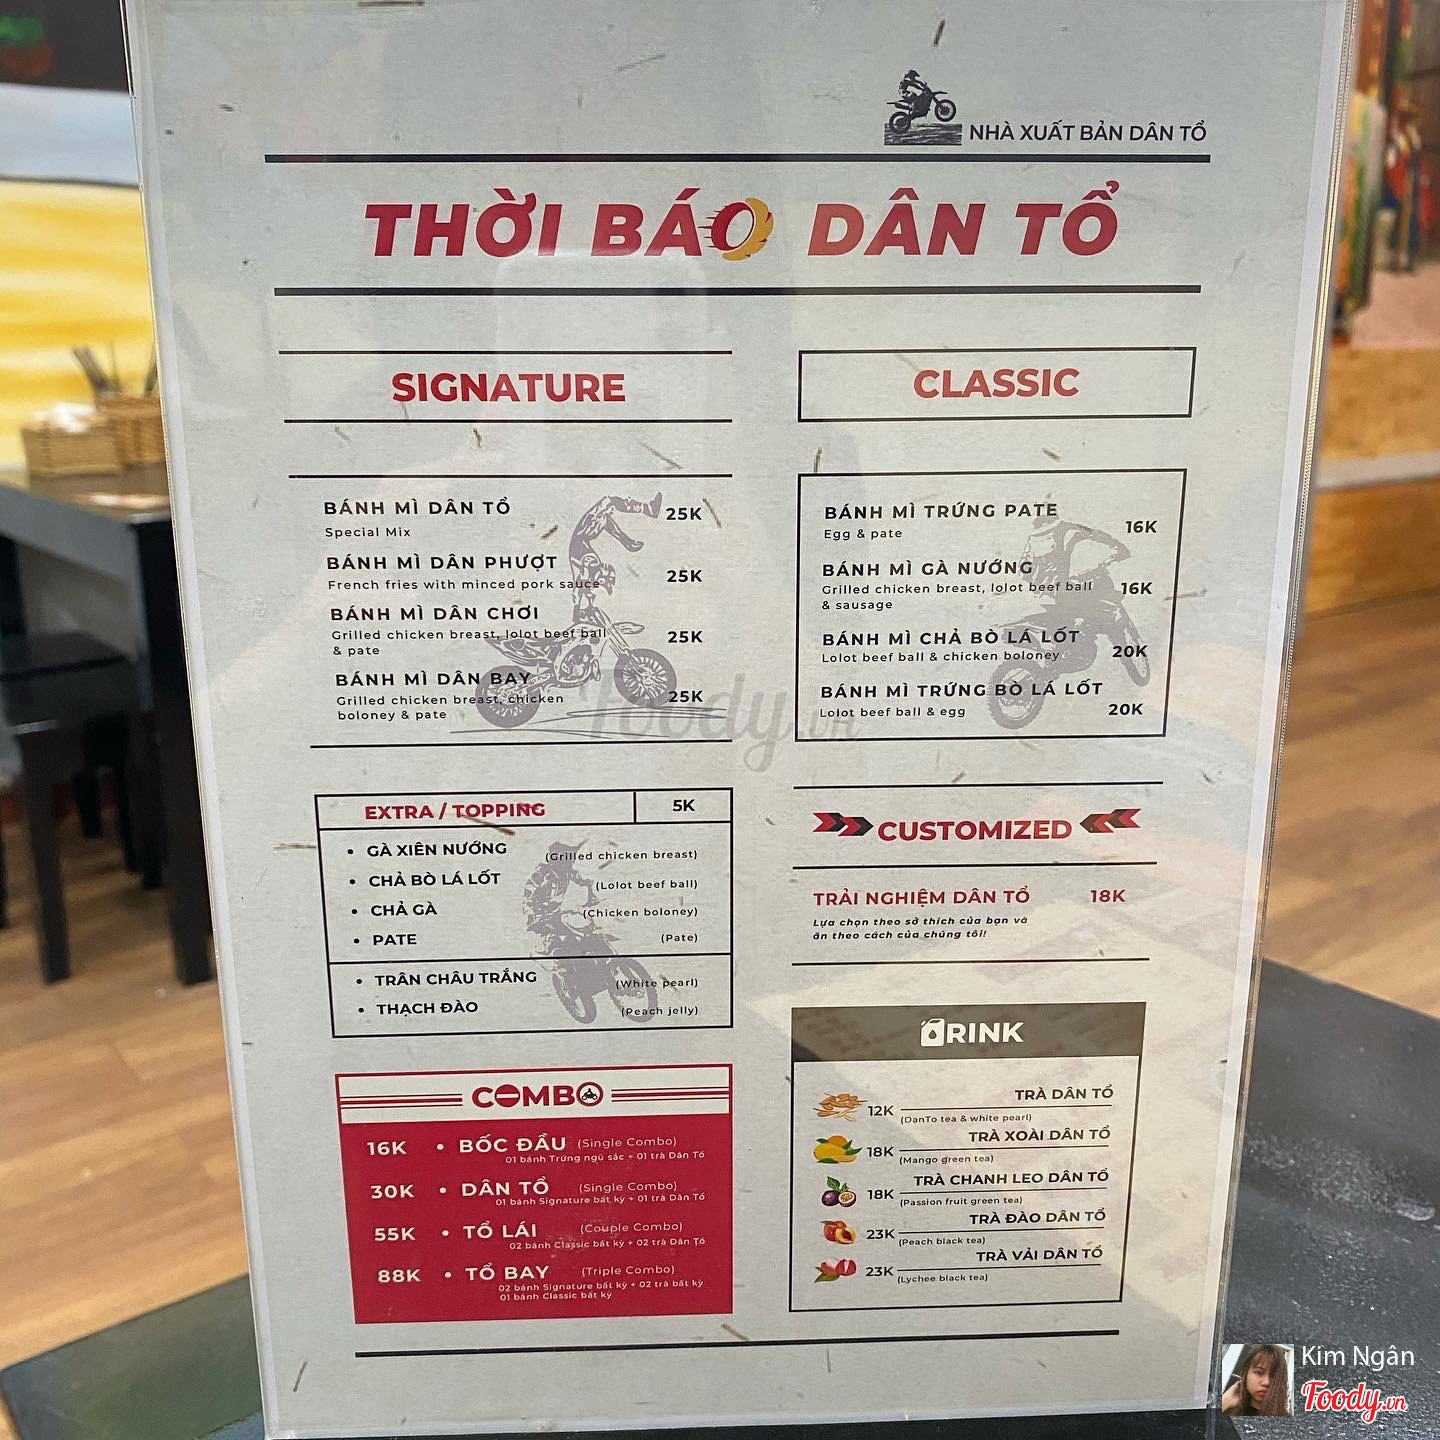 NHÀ XUẤT BẢN DÂN TỔ
THỜI BÁO DÂN TỔ
SIGNATURE
BÁNH MÌ DÂN TỔ 25K
Special Mix
BÁNH MÌ DÂN PHƯỢT 25K
French fries with minced pork sauce
BÁNH MÌ DÂN CHƠI 25K
Grilled chicken breast, lolot beef ball
& pate
BÁNH MÌ DÂN BAY 25K
Grilled chicken breast, chicken
boloney & pate
CLASSIC
BÁNH MÌ TRỨNG PATE 16K
Egg & pate
BÁNH MÌ GÀ NƯỚNG 16K
Grilled chicken breast, lolot beef ball
& sausage
BÁNH MÌ CHẢ BÒ LÁ LỐT 20K
Lolot beef ball & chicken boloney
BÁNH MÌ TRỨNG BÒ LÁ LỐT 20K
Lolot beef ball & egg
Foody.vn
EXTRA / TOPPING 5K
• GÀ XIÊN NƯỚNG (Grilled chicken breast)
• CHẢ BÒ LÁ LỐT (Lolot beef ball)
• CHẢ GÀ (Chicken boloney)
• PATE (Pate)
• TRÂN CHÂU TRẮNG (White pearl)
• THẠCH ĐÀO (Peach jelly)
CUSTOMIZED
TRẢI NGHIỆM DÂN TỔ 18K
Lựa chọn theo sở thích của bạn và
ăn theo cách của chúng tôi!
COMBO
16K • BỐC ĐẦU (Single Combo)
01 bánh Trứng ngũ sắc + 01 trà Dân Tổ
30K • DÂN TỔ (Single Combo)
01 bánh Signature bất kỳ + 01 trà Dân Tổ
55K • TỔ LÁI (Couple Combo)
02 bánh Classic bất kỳ + 02 trà Dân Tổ
88K • TỔ BAY (Triple Combo)
02 bánh Signature bất kỳ + 02 trà bất kỳ
01 bánh Classic bất kỳ
DRINK
12K TRÀ DÂN TỔ
(DanTo tea & white pearl)
18K TRÀ XOÀI DÂN TỔ
(Mango green tea)
18K TRÀ CHANH LEO DÂN TỔ
(Passion fruit green tea)
23K TRÀ ĐÀO DÂN TỔ
(Peach black tea)
23K TRÀ VẢI DÂN TỔ
(Lychee black tea)
Kim Ngân
Foody.vn